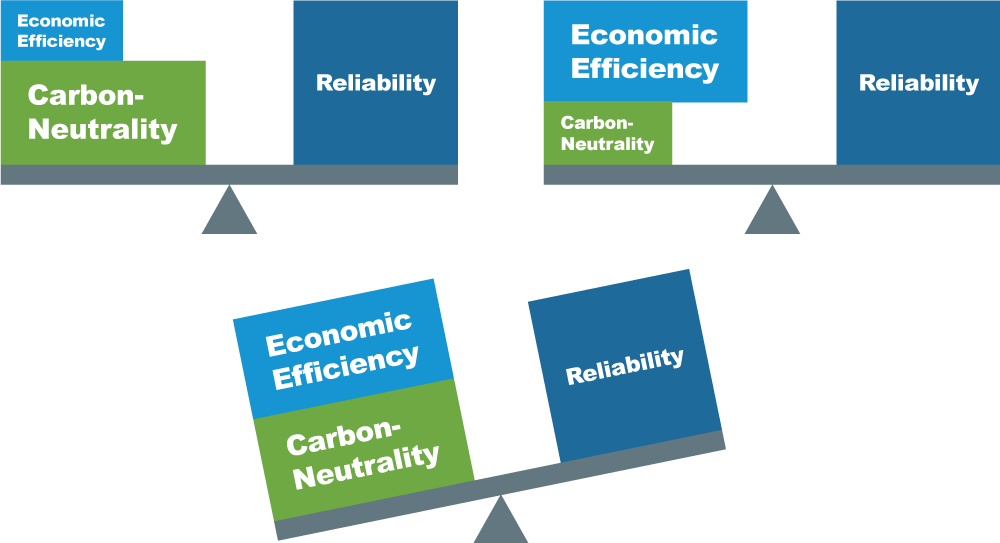 Economic
Efficiency
Carbon-
Neutrality
Reliability
Economic
Efficiency
Carbon-
Neutrality
Reliability
Economic
Efficiency
Carbon-
Neutrality
Reliability